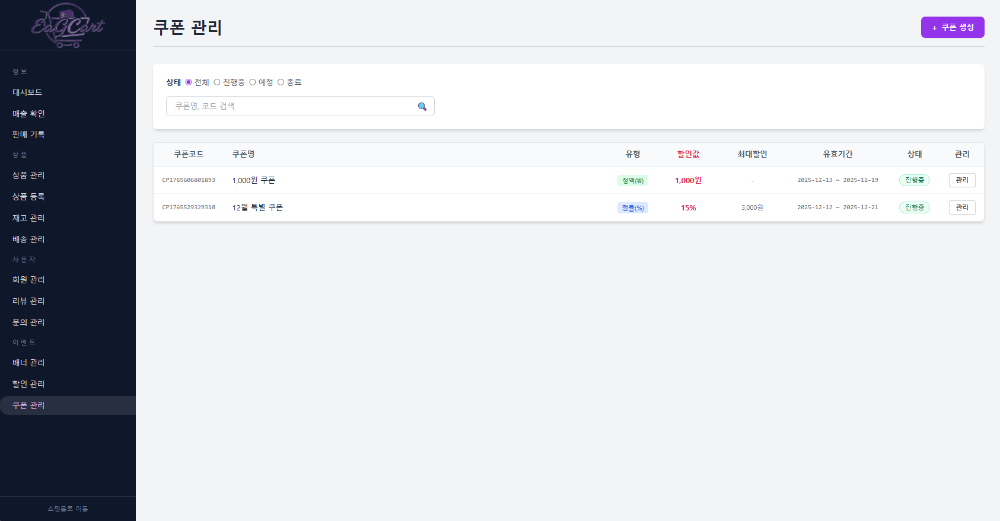 EaGCart
정보
대시보드
매출 확인
판매 기록
상품
상품 관리
상품 등록
재고 관리
배송 관리
사용자
회원 관리
리뷰 관리
문의 관리
이벤트
배너 관리
할인 관리
쿠폰 관리
쇼핑몰로 이동
쿠폰 관리
+ 쿠폰 생성
상태 전체 진행중 예정 종료
쿠폰명, 코드 검색
쿠폰코드 쿠폰명 유형 할인값 최대할인 유효기간 상태 관리
CP1765606801893 1,000원 쿠폰 정액(₩) 1,000원 - 2025-12-13 ~ 2025-12-19 진행중 관리
CP1765529329310 12월 특별 쿠폰 정률(%) 15% 3,000원 2025-12-12 ~ 2025-12-21 진행중 관리